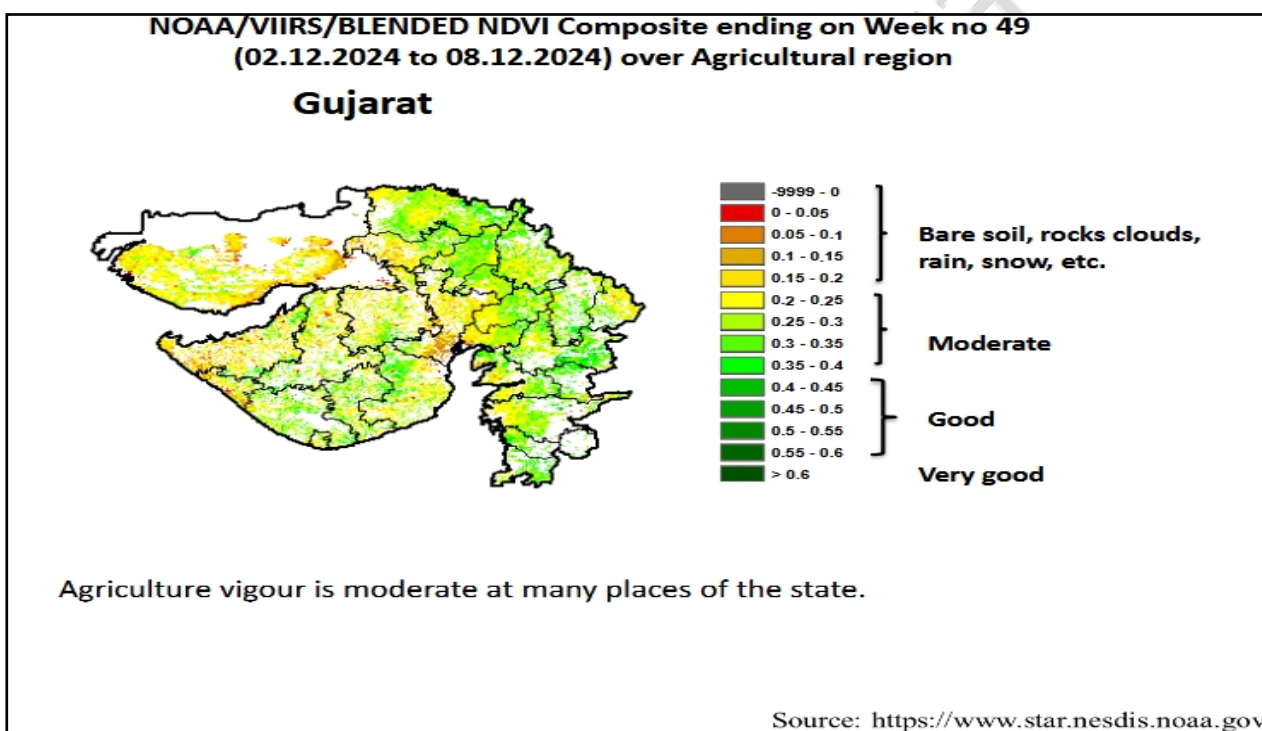 NOAA/VIIRS/BLENDED NDVI Composite ending on Week no 49
(02.12.2024 to 08.12.2024) over Agricultural region
Gujarat
-9999 - 0
0 - 0.05
0.05 - 0.1
0.1 - 0.15
0.15 - 0.2
0.2 - 0.25
0.25 - 0.3
0.3 - 0.35
0.35 - 0.4
0.4 - 0.45
0.45 - 0.5
0.5 - 0.55
0.55 - 0.6
> 0.6
Bare soil, rocks clouds,
rain, snow, etc.
Moderate
Good
Very good
Agriculture vigour is moderate at many places of the state.
Source: https://www.star.nesdis.noaa.gov